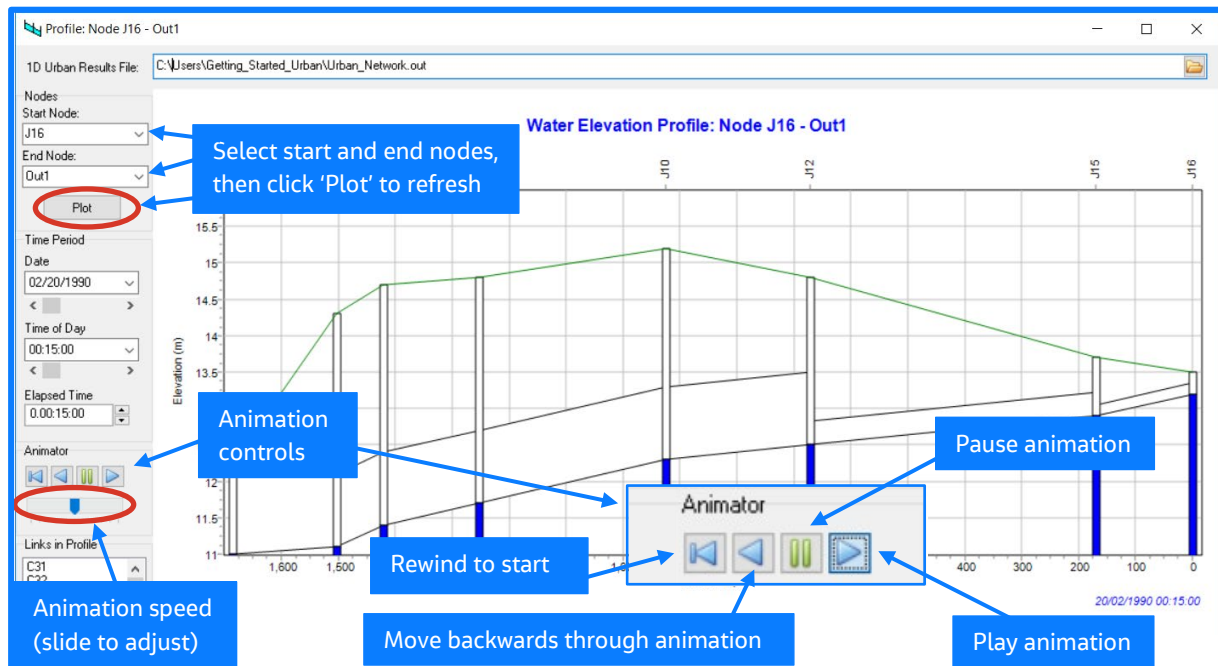 Profile: Node J16 - Out1
1D Urban Results File:
C:\Users\Getting_Started_Urban\Urban_Network.out
Nodes
Start Node:
J16
End Node:
Out1
Plot
Select start and end nodes,
then click ‘Plot’ to refresh
Time Period
Date
02/20/1990
Time of Day
00:15:00
Elapsed Time
0.00:15:00
Animator
Links in Profile
C31
Water Elevation Profile: Node J16 - Out1
J10
J12
J15
J16
Elevation (m)
15.5
15
14.5
14
13.5
12
11.5
11
1,600
1,500
400
300
200
100
0
20/02/1990 00:15:00
Animation
controls
Animation speed
(slide to adjust)
Pause animation
Animator
Rewind to start
Move backwards through animation
Play animation